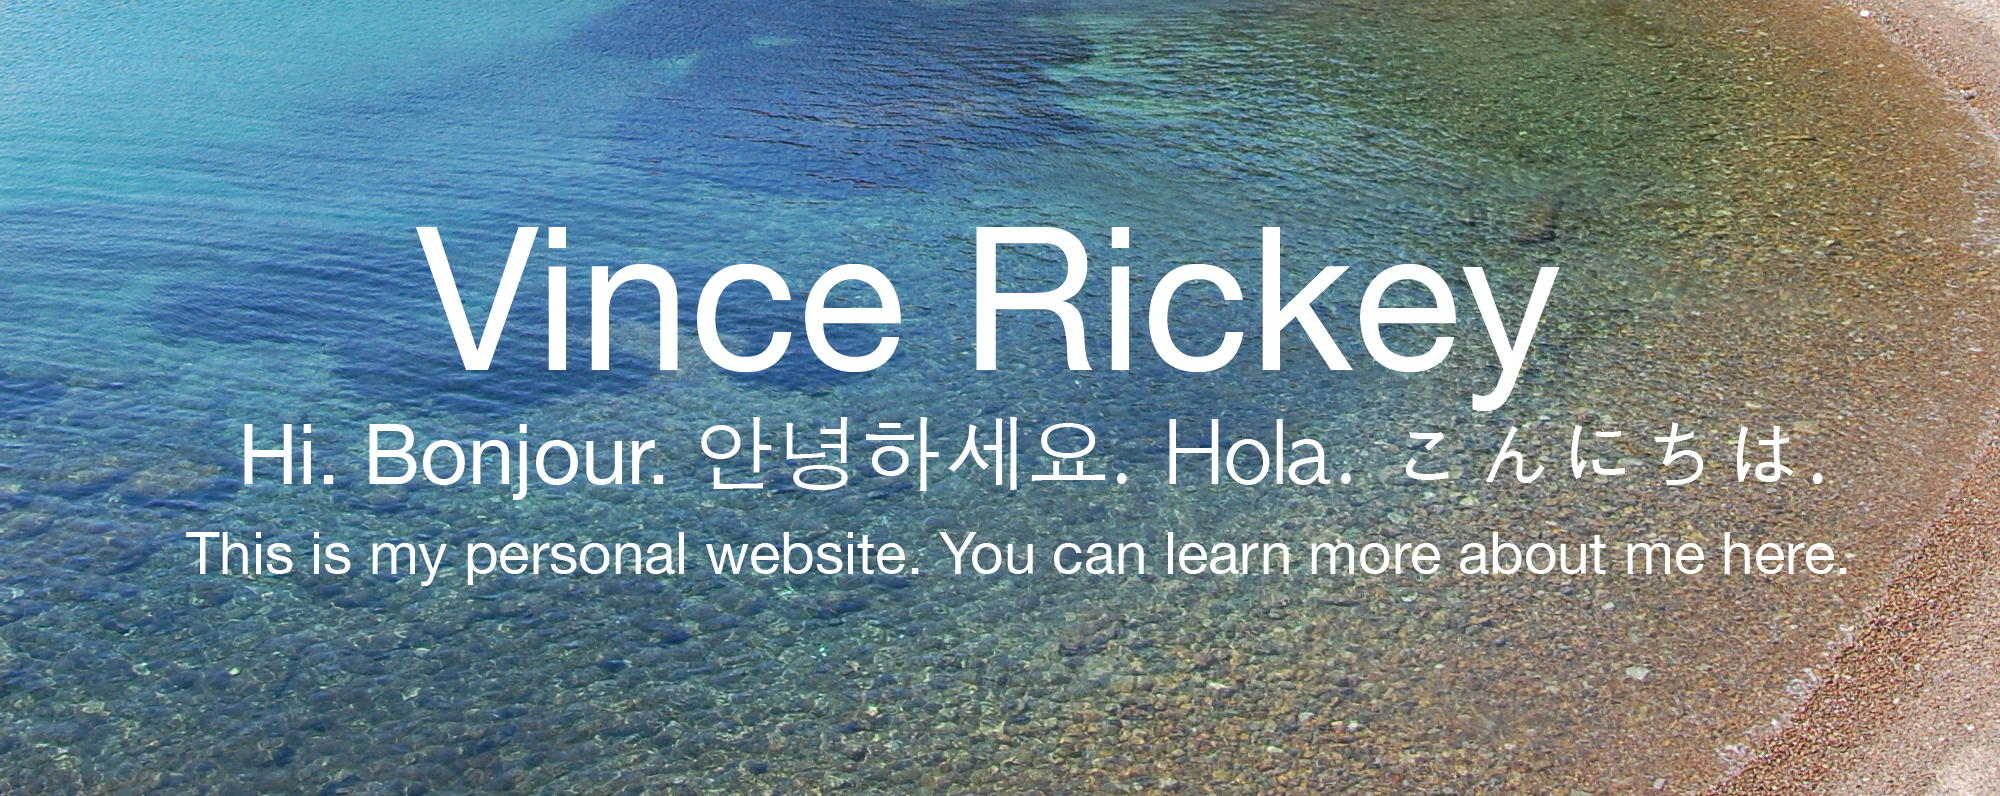 Vince Rickey
Hi. Bonjour. 안녕하세요. Hola. こんにちは.
This is my personal website. You can learn more about me here.